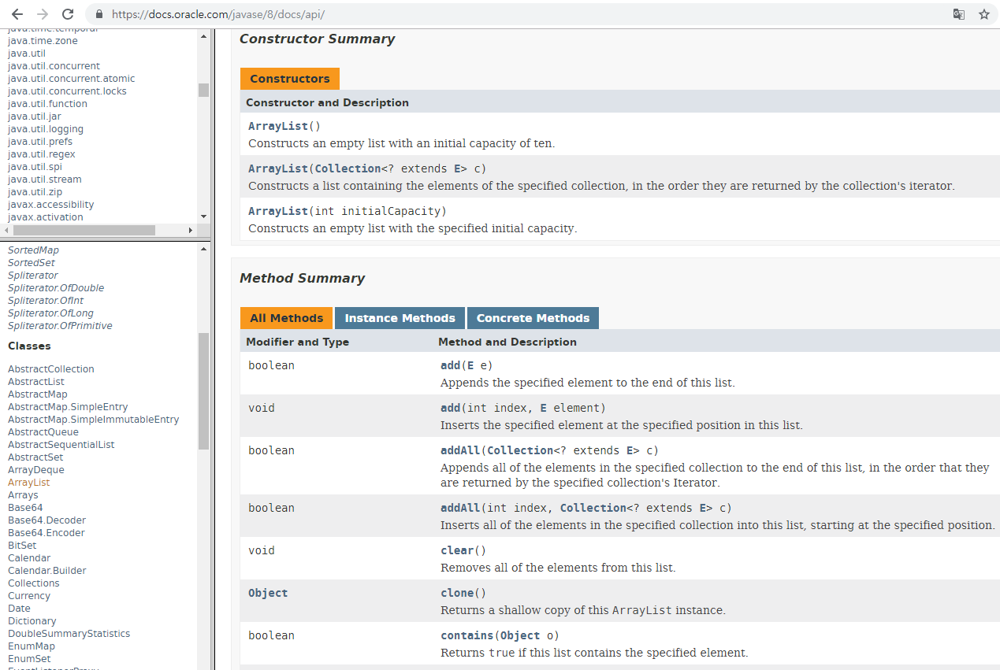 https://docs.oracle.com/javase/8/docs/api/
java.time.temporal
java.time.zone
java.util
java.util.concurrent
java.util.concurrent.atomic
java.util.concurrent.locks
java.util.function
java.util.jar
java.util.logging
java.util.prefs
java.util.regex
java.util.spi
java.util.stream
java.util.zip
javax.accessibility
javax.activation
SortedMap
SortedSet
Spliterator
Spliterator.OfDouble
Spliterator.OfInt
Spliterator.OfLong
Spliterator.OfPrimitive
Classes
AbstractCollection
AbstractList
AbstractMap
AbstractMap.SimpleEntry
AbstractMap.SimpleImmutableEntry
AbstractQueue
AbstractSequentialList
AbstractSet
ArrayDeque
ArrayList
Arrays
Base64
Base64.Decoder
Base64.Encoder
BitSet
Calendar
Calendar.Builder
Collections
Currency
Date
Dictionary
DoubleSummaryStatistics
EnumMap
EnumSet
EventListenerProxy
Constructor Summary
Constructors
Constructor and Description
ArrayList()
Constructs an empty list with an initial capacity of ten.
ArrayList(Collection<? extends E> c)
Constructs a list containing the elements of the specified collection, in the order they are returned by the collection's iterator.
ArrayList(int initialCapacity)
Constructs an empty list with the specified initial capacity.
Method Summary
All Methods Instance Methods Concrete Methods
Modifier and Type Method and Description
boolean add(E e)
Appends the specified element to the end of this list.
void add(int index, E element)
Inserts the specified element at the specified position in this list.
boolean addAll(Collection<? extends E> c)
Appends all of the elements in the specified collection to the end of this list, in the order that they
are returned by the specified collection's Iterator.
boolean addAll(int index, Collection<? extends E> c)
Inserts all of the elements in the specified collection into this list, starting at the specified position.
void clear()
Removes all of the elements from this list.
Object clone()
Returns a shallow copy of this ArrayList instance.
boolean contains(Object o)
Returns true if this list contains the specified element.